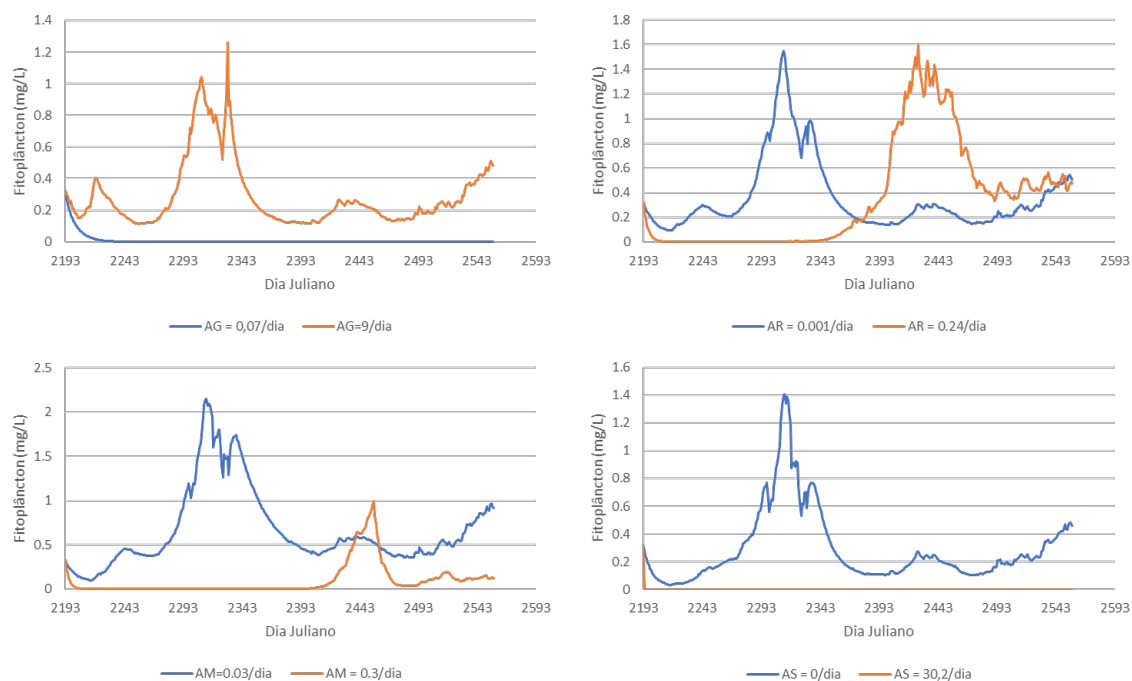 1.4
1.2
1
0.8
0.6
0.4
0.2
0
Fitoplâncton (mg/L)
2193 2243 2293 2343 2393 2443 2493 2543 2593
Dia Juliano
AG = 0,07/dia AG=9/dia
1.8
1.6
1.4
1.2
1
0.8
0.6
0.4
0.2
0
Fitoplâncton (mg/L)
2193 2243 2293 2343 2393 2443 2493 2543 2593
Dia Juliano
AR = 0.001/dia AR = 0.24/dia
2.5
2
1.5
1
0.5
0
Fitoplâncton (mg/L)
2193 2243 2293 2343 2393 2443 2493 2543 2593
Dia Juliano
AM=0.03/dia AM = 0.3/dia
1.6
1.4
1.2
1
0.8
0.6
0.4
0.2
0
Fitoplâncton (mg/L)
2193 2243 2293 2343 2393 2443 2493 2543 2593
Dia Juliano
AS = 0/dia AS = 30,2/dia